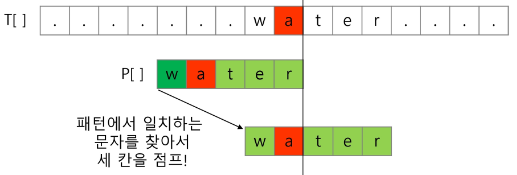 T[ ] . . . . . . . w a t e r . . . .
P[ ] w a t e r
패턴에서 일치하는
문자를 찾아서
세 칸을 점프!
w a t e r